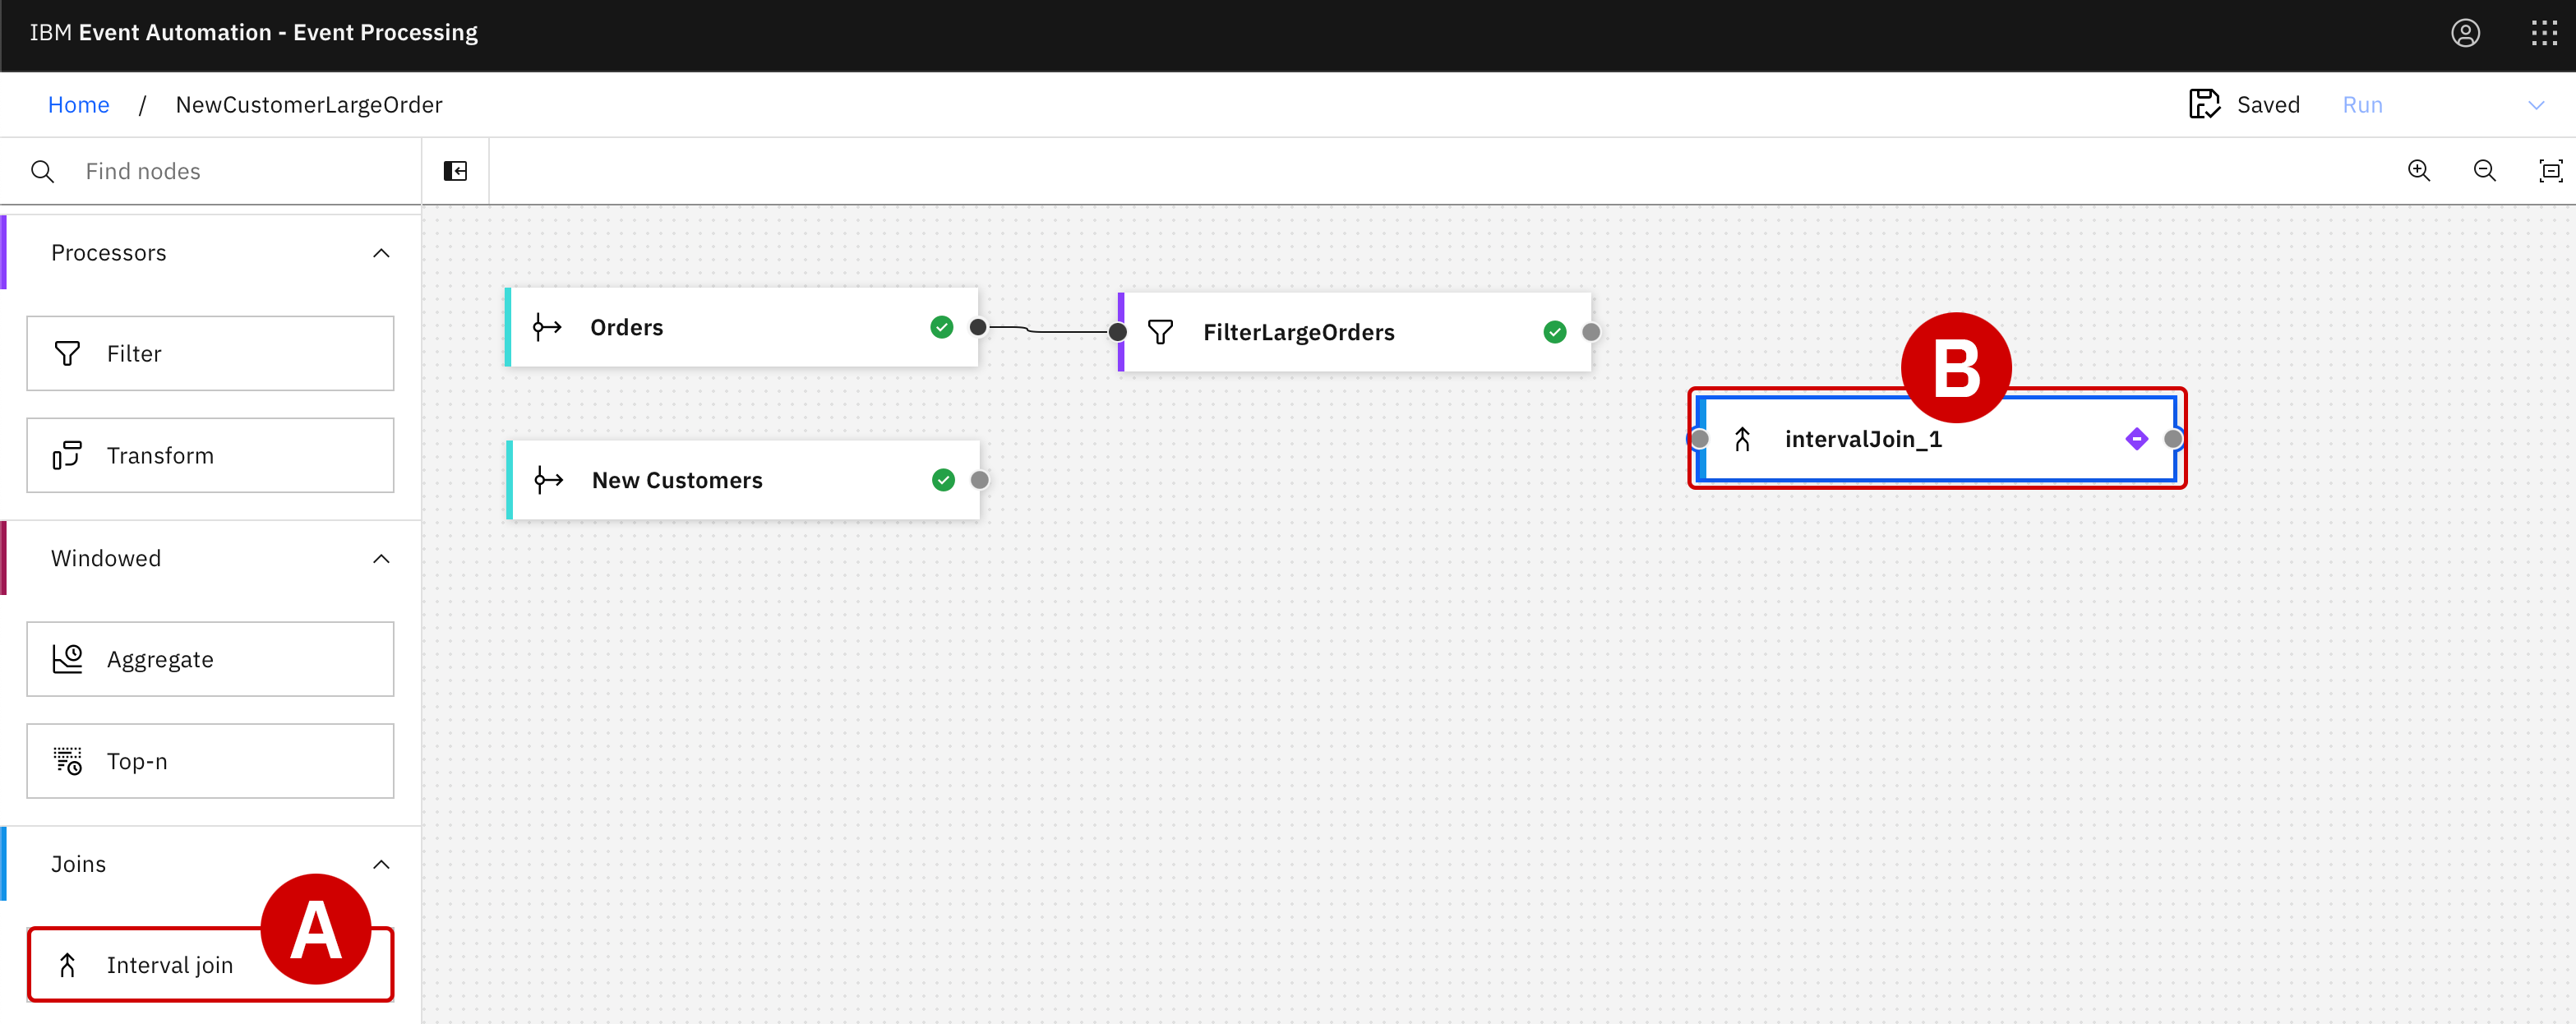 IBM Event Automation - Event Processing
Home / NewCustomerLargeOrder
Saved
Run
Find nodes
Processors
Filter
Transform
Windowed
Aggregate
Top-n
Joins
A
Interval join
Orders
FilterLargeOrders
New Customers
B
intervalJoin_1